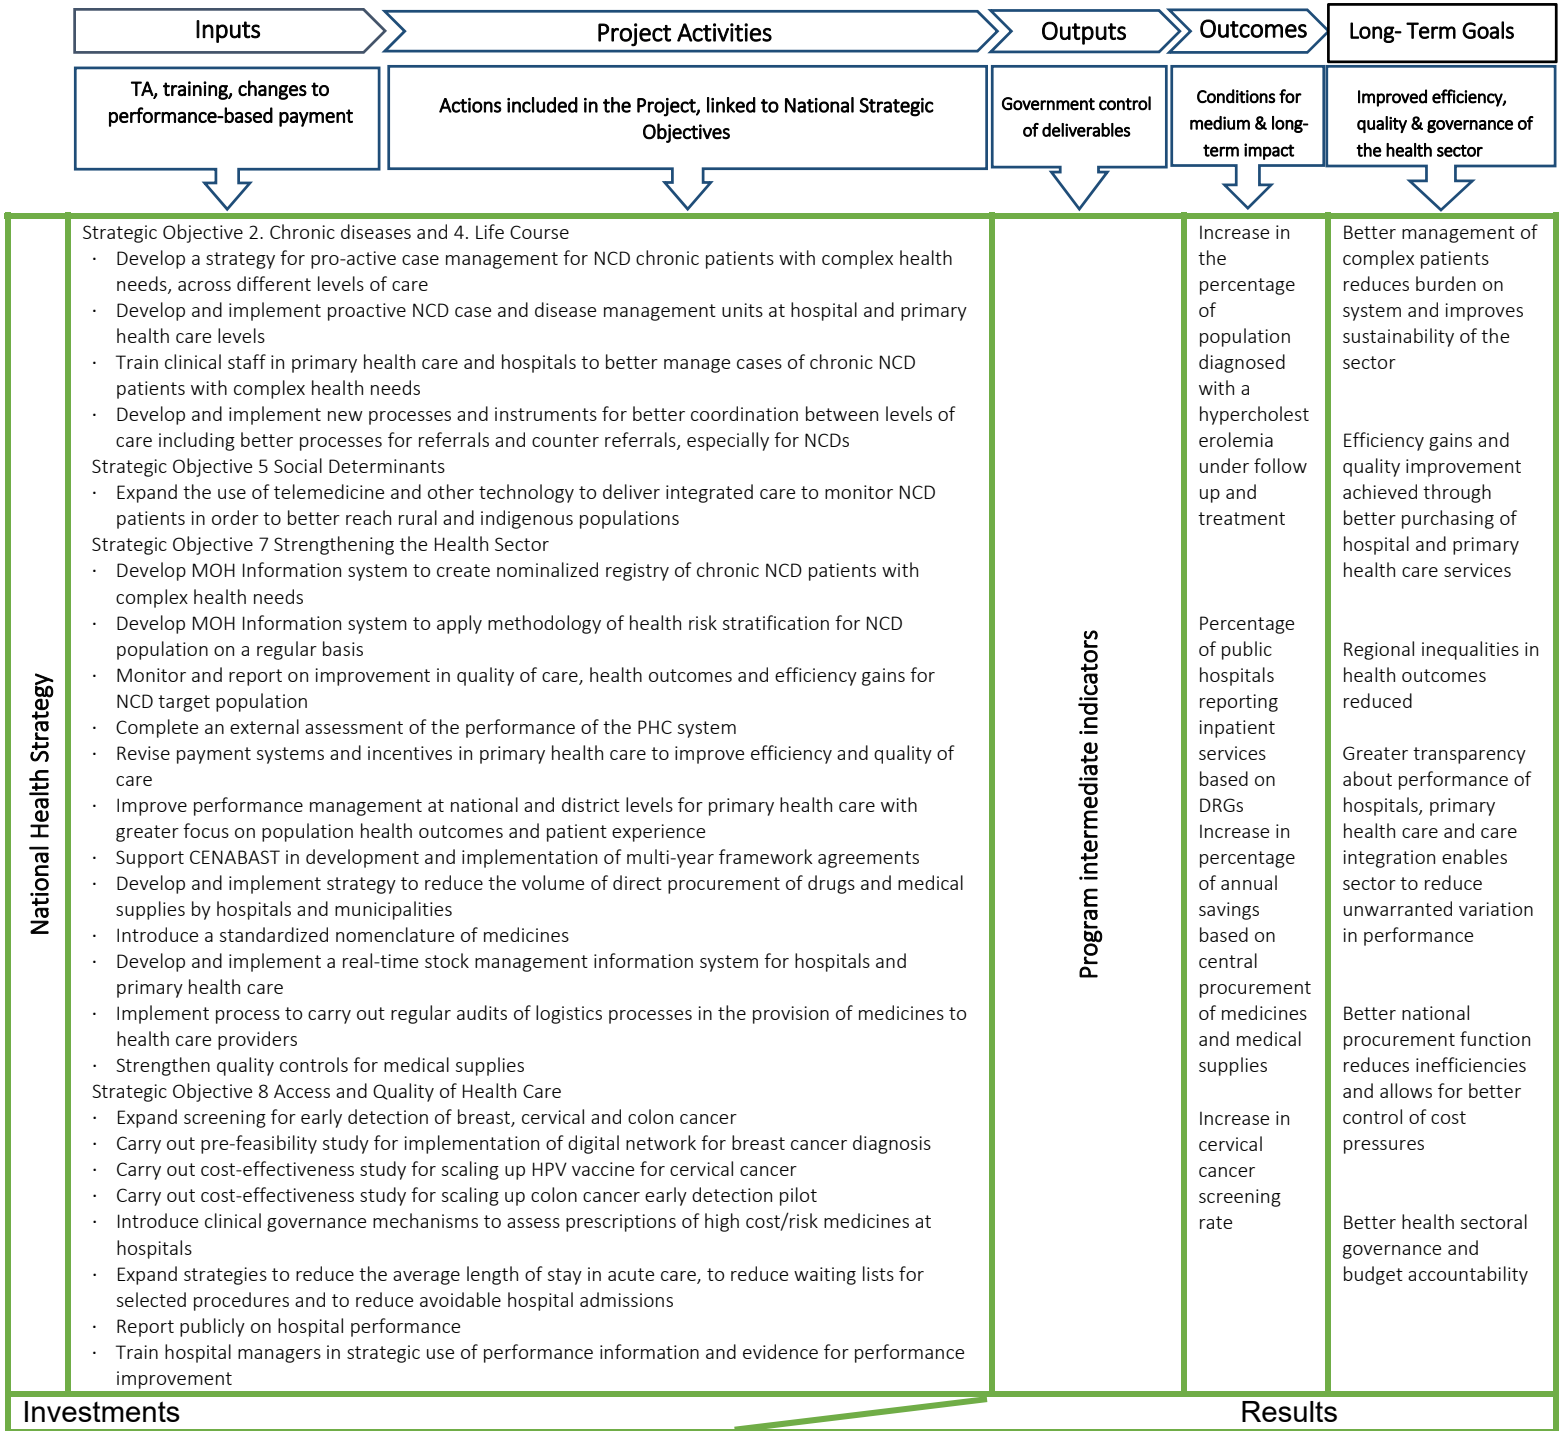 Inputs
Project Activities
Outputs
Outcomes
Long- Term Goals
TA, training, changes to
performance-based payment
Actions included in the Project, linked to National Strategic
Objectives
Government control
of deliverables
Conditions for
medium & long-
term impact
Improved efficiency,
quality & governance of
the health sector
National Health Strategy
Strategic Objective 2. Chronic diseases and 4. Life Course
· Develop a strategy for pro-active case management for NCD chronic patients with complex health
needs, across different levels of care
· Develop and implement proactive NCD case and disease management units at hospital and primary
health care levels
· Train clinical staff in primary health care and hospitals to better manage cases of chronic NCD
patients with complex health needs
· Develop and implement new processes and instruments for better coordination between levels of
care including better processes for referrals and counter referrals, especially for NCDs
Strategic Objective 5 Social Determinants
· Expand the use of telemedicine and other technology to deliver integrated care to monitor NCD
patients in order to better reach rural and indigenous populations
Strategic Objective 7 Strengthening the Health Sector
· Develop MOH Information system to create nominalized registry of chronic NCD patients with
complex health needs
· Develop MOH Information system to apply methodology of health risk stratification for NCD
population on a regular basis
· Monitor and report on improvement in quality of care, health outcomes and efficiency gains for
NCD target population
· Complete an external assessment of the performance of the PHC system
· Revise payment systems and incentives in primary health care to improve efficiency and quality of
care
· Improve performance management at national and district levels for primary health care with
greater focus on population health outcomes and patient experience
· Support CENABAST in development and implementation of multi-year framework agreements
· Develop and implement strategy to reduce the volume of direct procurement of drugs and medical
supplies by hospitals and municipalities
· Introduce a standardized nomenclature of medicines
· Develop and implement a real-time stock management information system for hospitals and
primary health care
· Implement process to carry out regular audits of logistics processes in the provision of medicines to
health care providers
· Strengthen quality controls for medical supplies
Strategic Objective 8 Access and Quality of Health Care
· Expand screening for early detection of breast, cervical and colon cancer
· Carry out pre-feasibility study for implementation of digital network for breast cancer diagnosis
· Carry out cost-effectiveness study for scaling up HPV vaccine for cervical cancer
· Carry out cost-effectiveness study for scaling up colon cancer early detection pilot
· Introduce clinical governance mechanisms to assess prescriptions of high cost/risk medicines at
hospitals
· Expand strategies to reduce the average length of stay in acute care, to reduce waiting lists for
selected procedures and to reduce avoidable hospital admissions
· Report publicly on hospital performance
· Train hospital managers in strategic use of performance information and evidence for performance
improvement
Program intermediate indicators
Increase in
the
percentage
of
population
diagnosed
with a
hypercholest
erolemia
under follow
up and
treatment
Percentage
of public
hospitals
reporting
inpatient
services
based on
DRGs
Increase in
percentage
of annual
savings
based on
central
procurement
of medicines
and medical
supplies
Increase in
cervical
cancer
screening
rate
Better management of
complex patients
reduces burden on
system and improves
sustainability of the
sector
Efficiency gains and
quality improvement
achieved through
better purchasing of
hospital and primary
health care services
Regional inequalities in
health outcomes
reduced
Greater transparency
about performance of
hospitals, primary
health care and care
integration enables
sector to reduce
unwarranted variation
in performance
Better national
procurement function
reduces inefficiencies
and allows for better
control of cost
pressures
Better health sectoral
governance and
budget accountability
Investments
Results